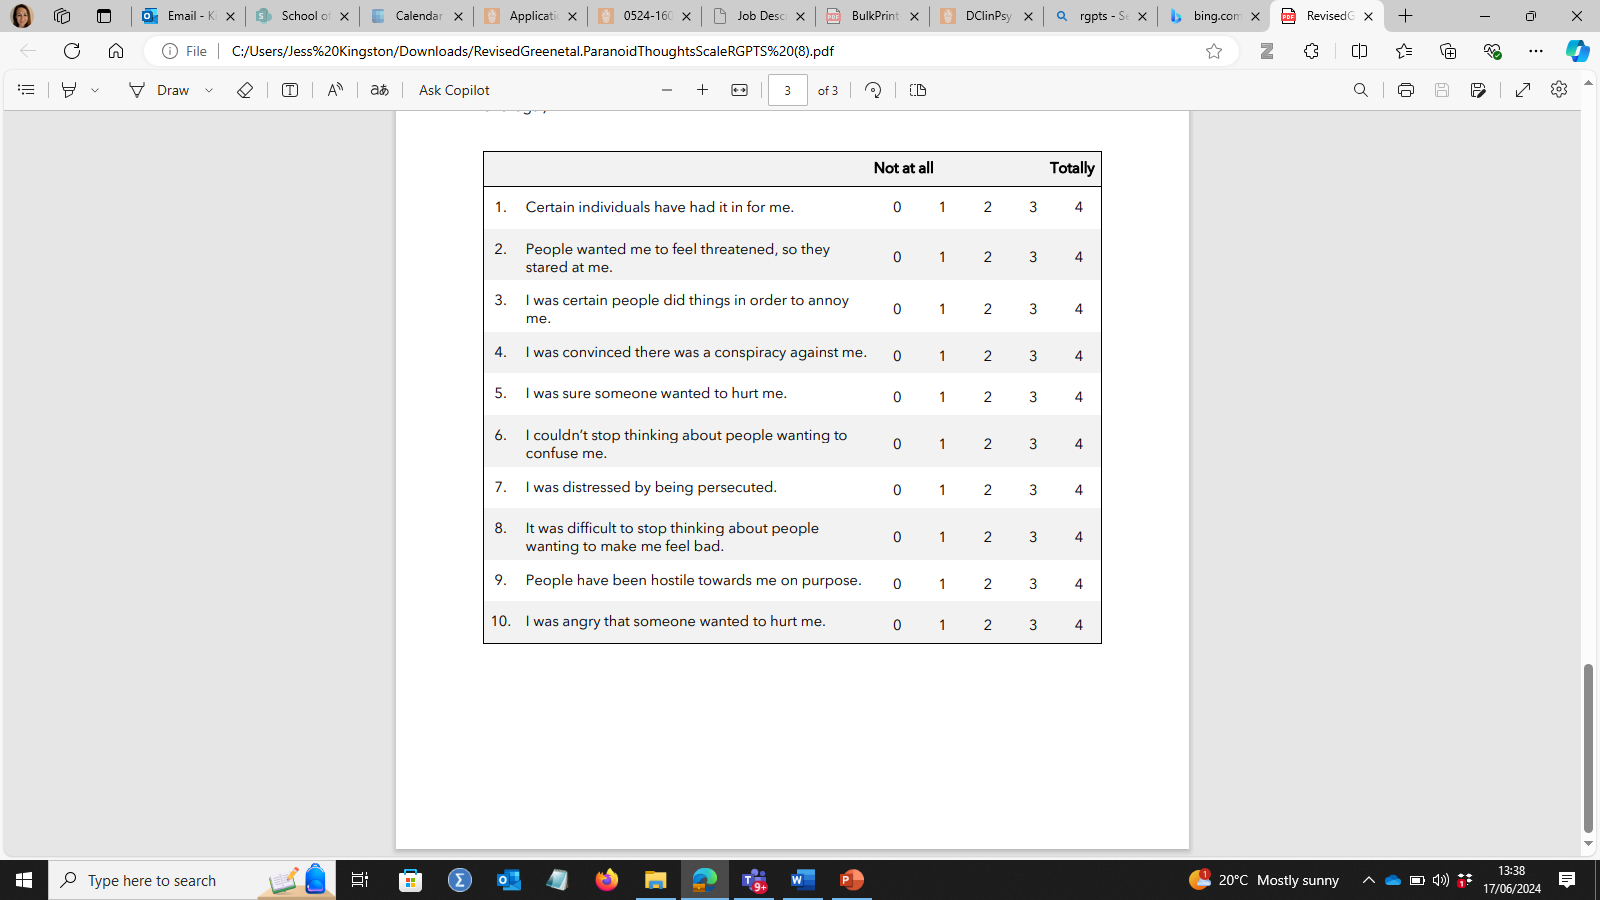 Email - Ki
School of
Calendar
Applicati
0524-160
Job Desc
BulkPrint
DClinPsy
rgpts - Se
bing.com
RevisedG
File
C:/Users/Jess%20Kingston/Downloads/RevisedGreenetal.ParanoidThoughtsScaleRGPTS%20(8).pdf
Draw
Ask Copilot
3 of 3
Not at all Totally
1. Certain individuals have had it in for me. 0 1 2 3 4
2. People wanted me to feel threatened, so they
stared at me. 0 1 2 3 4
3. I was certain people did things in order to annoy
me. 0 1 2 3 4
4. I was convinced there was a conspiracy against me. 0 1 2 3 4
5. I was sure someone wanted to hurt me. 0 1 2 3 4
6. I couldn’t stop thinking about people wanting to
confuse me. 0 1 2 3 4
7. I was distressed by being persecuted. 0 1 2 3 4
8. It was difficult to stop thinking about people
wanting to make me feel bad. 0 1 2 3 4
9. People have been hostile towards me on purpose. 0 1 2 3 4
10. I was angry that someone wanted to hurt me. 0 1 2 3 4
Type here to search
9+
1
20°C Mostly sunny
13:38
17/06/2024